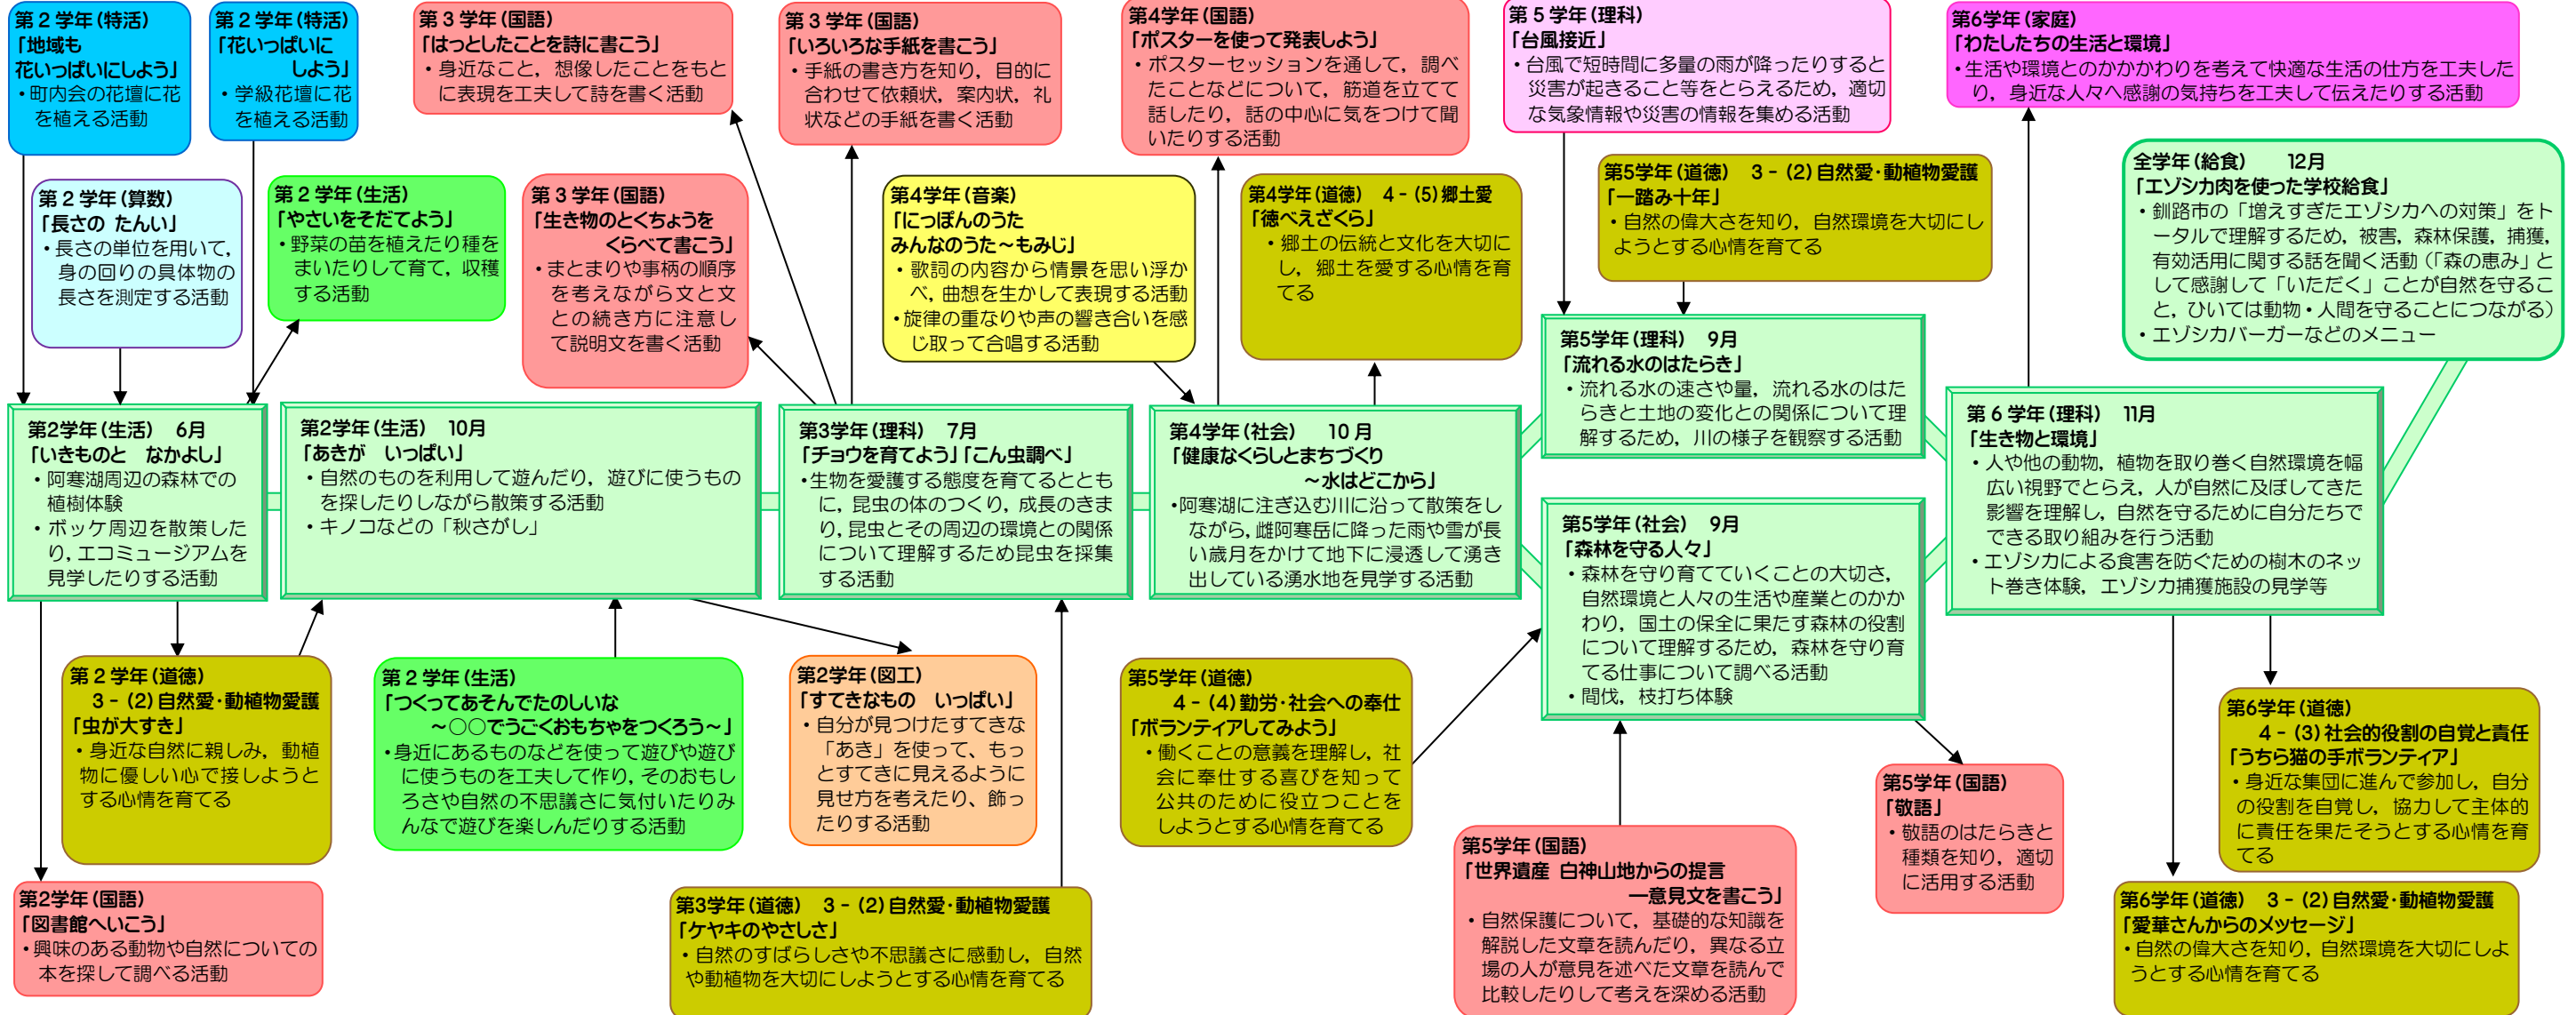 第２学年(特活)
「地域も
花いっぱいにしよう」
・町内会の花壇に花
を植える活動
第２学年(特活)
「花いっぱいに
しよう」
・学級花壇に花
を植える活動
第３学年(国語)
「はっとしたことを詩に書こう」
・身近なこと，想像したことをもと
に表現を工夫して詩を書く活動
第３学年(国語)
「いろいろな手紙を書こう」
・手紙の書き方を知り，目的に
合わせて依頼状，案内状，礼
状などの手紙を書く活動
第4学年(国語)
「ポスターを使って発表しよう」
・ポスターセッションを通して，調べ
たことなどについて，筋道を立てて
話したり，話の中心に気をつけて聞
いたりする活動
第５学年(理科)
「台風接近」
・台風で短時間に多量の雨が降ったりすると
災害が起きること等をとらえるため，適切
な気象情報や災害の情報を集める活動
第6学年(家庭)
「わたしたちの生活と環境」
・生活や環境とのかかかわりを考えて快適な生活の仕方を工夫した
り，身近な人々へ感謝の気持ちを工夫して伝えたりする活動
第２学年(算数)
「長さの たんい」
・長さの単位を用いて，
身の回りの具体物の
長さを測定する活動
第２学年(生活)
「やさいをそだてよう」
・野菜の苗を植えたり種を
まいたりして育て，収穫
する活動
第３学年(国語)
「生き物のとくちょうを
くらべて書こう」
・まとまりや事柄の順序
を考えながら文と文
との続き方に注意し
て説明文を書く活動
第4学年(音楽)
「にっぽんのうた
みんなのうた～もみじ」
・歌詞の内容から情景を思い浮か
べ，曲想を生かして表現する活動
・旋律の重なりや声の響き合いを感
じ取って合唱する活動
第4学年(道徳) 4-(5)郷土愛
「徳べえざくら」
・郷土の伝統と文化を大切に
し，郷土を愛する心情を育
てる
第5学年(道徳) 3-(2)自然愛・動植物愛護
「一踏み十年」
・自然の偉大さを知り，自然環境を大切にし
ようとする心情を育てる
全学年(給食) 12月
「エゾシカ肉を使った学校給食」
・釧路市の「増えすぎたエゾシカへの対策」をト
ータルで理解するため，被害，森林保護，捕獲，
有効活用に関する話を聞く活動（「森の恵み」と
して感謝して「いただく」ことが自然を守るこ
と，ひいては動物・人間を守ることにつながる）
・エゾシカバーガーなどのメニュー
第2学年(生活) 6月
「いきものと なかよし」
・阿寒湖周辺の森林での
植樹体験
・ボッケ周辺を散策した
り，エコミュージアムを
見学したりする活動
第2学年(生活) 10月
「あきが いっぱい」
・自然のものを利用して遊んだり，遊びに使うもの
を探したりしながら散策する活動
・キノコなどの「秋さがし」
第3学年(理科) 7月
「チョウを育てよう」「こん虫調べ」
・生物を愛護する態度を育てるととも
に，昆虫の体のつくり，成長のきま
り，昆虫とその周辺の環境との関係
について理解するため昆虫を採集
する活動
第4学年(社会) 10月
「健康なくらしとまちづくり
～水はどこから」
・阿寒湖に注ぎ込む川に沿って散策をし
ながら，雌阿寒岳に降った雨や雪が長
い歳月をかけて地下に浸透して湧き
出している湧水地を見学する活動
第5学年(理科) 9月
「流れる水のはたらき」
・流れる水の速さや量，流れる水のはた
らきと土地の変化との関係について理
解するため，川の様子を観察する活動
第5学年(社会) 9月
「森林を守る人々」
・森林を守り育てていくことの大切さ，
自然環境と人々の生活や産業とのかか
わり，国土の保全に果たす森林の役割
について理解するため，森林を守り育
てる仕事について調べる活動
・間伐，枝打ち体験
第６学年(理科) 11月
「生き物と環境」
・人や他の動物，植物を取り巻く自然環境を幅
広い視野でとらえ，人が自然に及ぼしてきた
影響を理解し，自然を守るために自分たちで
できる取り組みを行う活動
・エゾシカによる食害を防ぐための樹木のネッ
ト巻き体験，エゾシカ捕獲施設の見学等
第２学年(道徳)
3-(2)自然愛・動植物愛護
「虫が大すき」
・身近な自然に親しみ，動植
物に優しい心で接しようと
する心情を育てる
第２学年(生活)
「つくってあそんでたのしいな
～○○でうごくおもちゃをつくろう～」
・身近にあるものなどを使って遊びや遊び
に使うものを工夫して作り，そのおもし
ろさや自然の不思議さに気付いたりみ
んなで遊びを楽しんだりする活動
第2学年(図工)
「すてきなもの いっぱい」
・自分が見つけたすてきな
「あき」を使って、もっ
とすてきに見えるように
見せ方を考えたり、飾っ
たりする活動
第5学年(道徳)
4-(4)勤労・社会への奉仕
「ボランティアしてみよう」
・働くことの意義を理解し，社
会に奉仕する喜びを知って
公共のために役立つことを
しようとする心情を育てる
第6学年(道徳)
4-(3)社会的役割の自覚と責任
「うちら猫の手ボランティア」
・身近な集団に進んで参加し，自分
の役割を自覚し，協力して主体的
に責任を果たそうとする心情を育
てる
第5学年(国語)
「敬語」
・敬語のはたらきと
種類を知り，適切
に活用する活動
第5学年(国語)
「世界遺産 白神山地からの提言
―意見文を書こう」
・自然保護について，基礎的な知識を
解説した文章を読んだり，異なる立
場の人が意見を述べた文章を読んで
比較したりして考えを深める活動
第2学年(国語)
「図書館へいこう」
・興味のある動物や自然についての
本を探して調べる活動
第3学年(道徳) 3-(2)自然愛・動植物愛護
「ケヤキのやさしさ」
・自然のすばらしさや不思議さに感動し，自然
や動植物を大切にしようとする心情を育てる
第6学年(道徳) 3-(2)自然愛・動植物愛護
「愛華さんからのメッセージ」
・自然の偉大さを知り，自然環境を大切にしよ
うとする心情を育てる